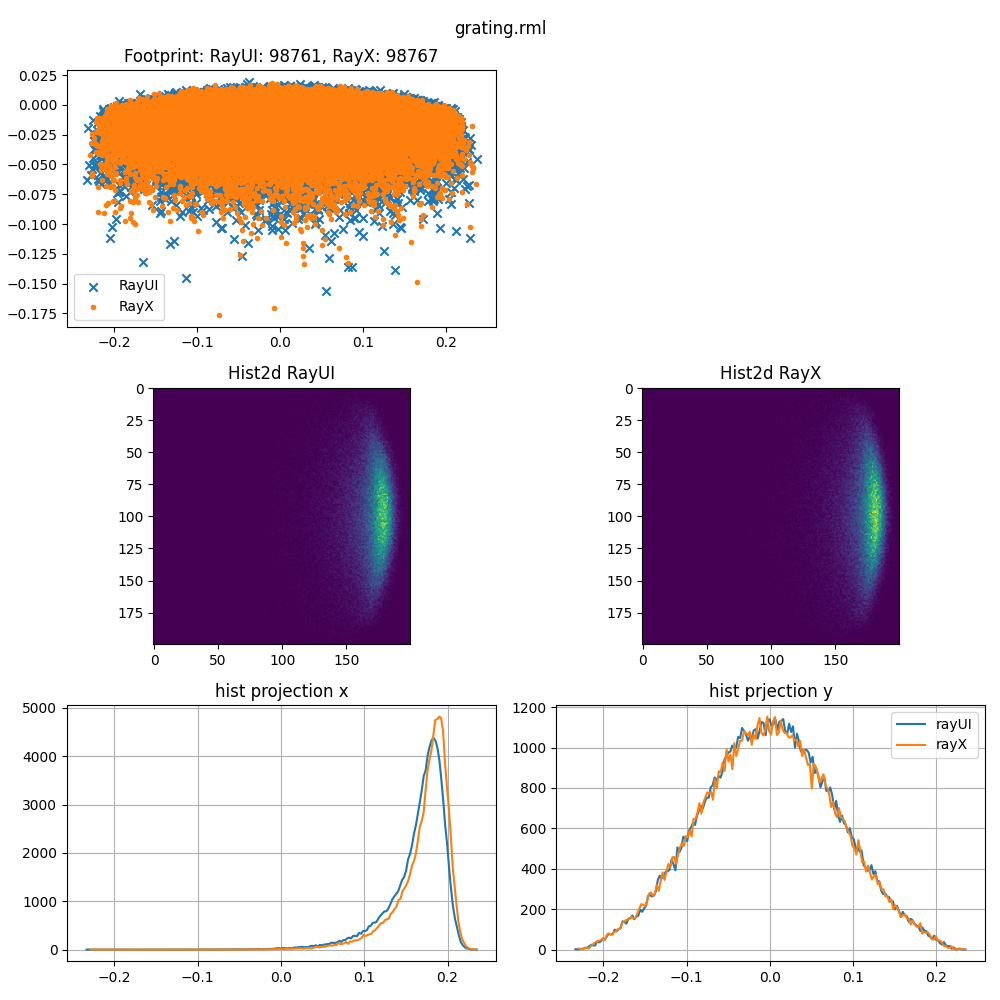 grating.rml
Footprint: RayUI: 98761, RayX: 98767
0.025
0.000
−0.025
−0.050
−0.075
−0.100
−0.125
−0.150
−0.175
RayUI
RayX
−0.2 −0.1 0.0 0.1 0.2
Hist2d RayUI
0
25
50
75
100
125
150
175
0 50 100 150
Hist2d RayX
0
25
50
75
100
125
150
175
0 50 100 150
hist projection x
5000
4000
3000
2000
1000
0
−0.2 −0.1 0.0 0.1 0.2
hist prjection y
1200
1000
800
600
400
200
0
rayUI
rayX
−0.2 −0.1 0.0 0.1 0.2